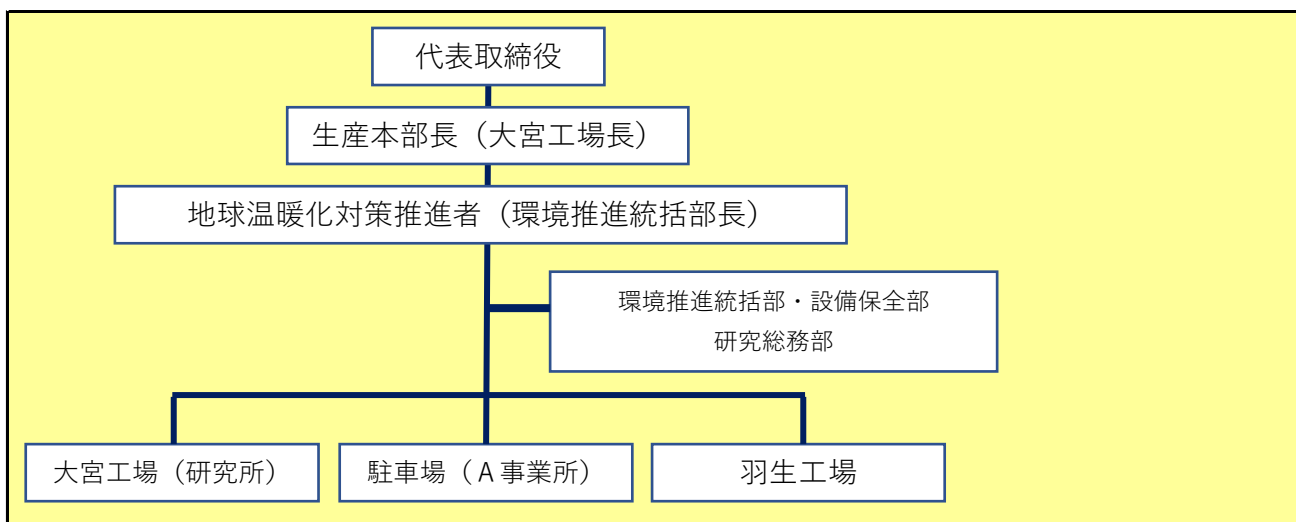 代表取締役
生産本部長（大宮工場長）
地球温暖化対策推進者（環境推進統括部長）
環境推進統括部・設備保全部
研究総務部
大宮工場（研究所）
駐車場（Ａ事業所）
羽生工場